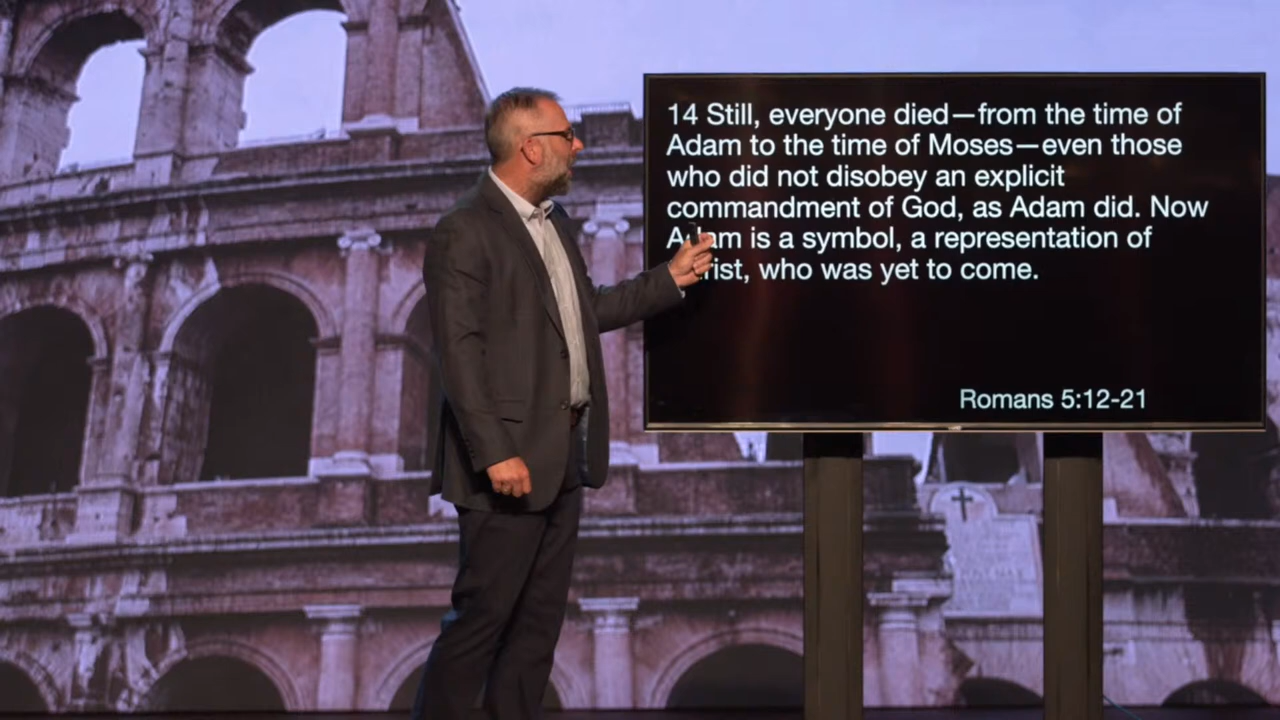 14 Still, everyone died—from the time of
Adam to the time of Moses—even those
who did not disobey an explicit
commandment of God, as Adam did. Now
is a symbol, a representation of
who was yet to come.
Romans 5:12-21